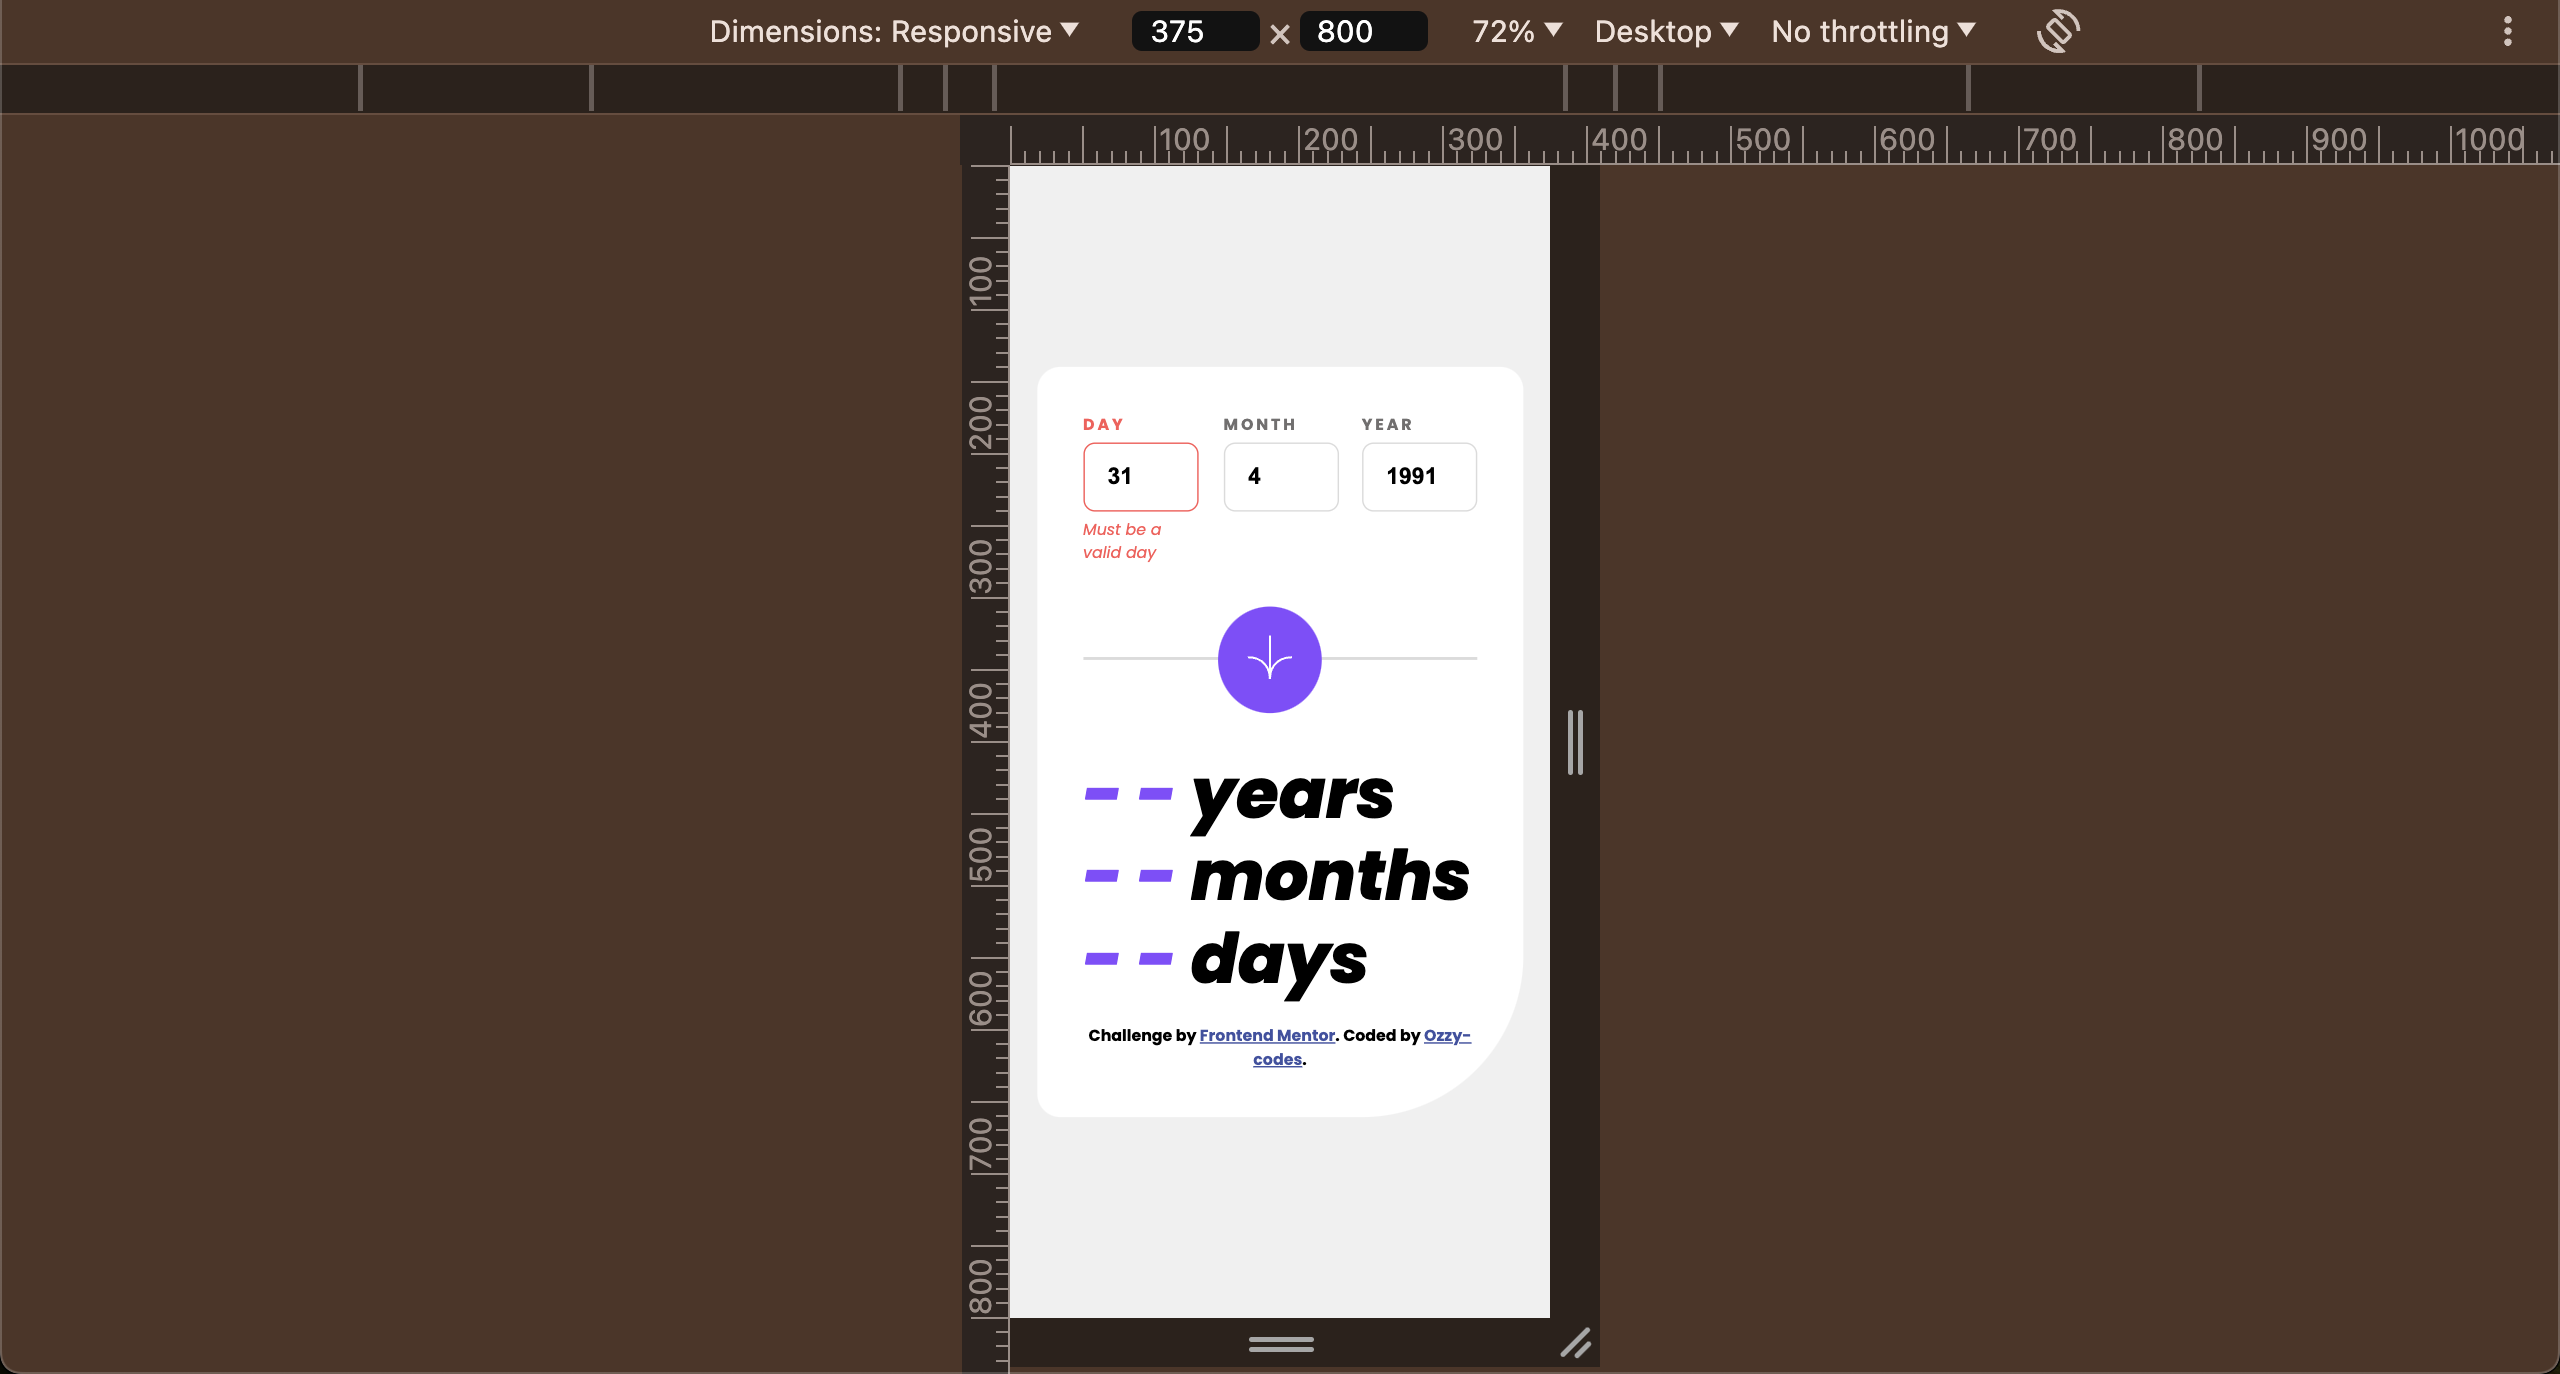 Dimensions: Responsive 375 × 800 72% Desktop No throttling
100 200 300 400 500 600 700 800 900 1000
100
200
300
400
500
600
700
800
DAY MONTH YEAR
31 4 1991
Must be a
valid day
-- years
-- months
-- days
Challenge by Frontend Mentor. Coded by Ozzy-
codes.